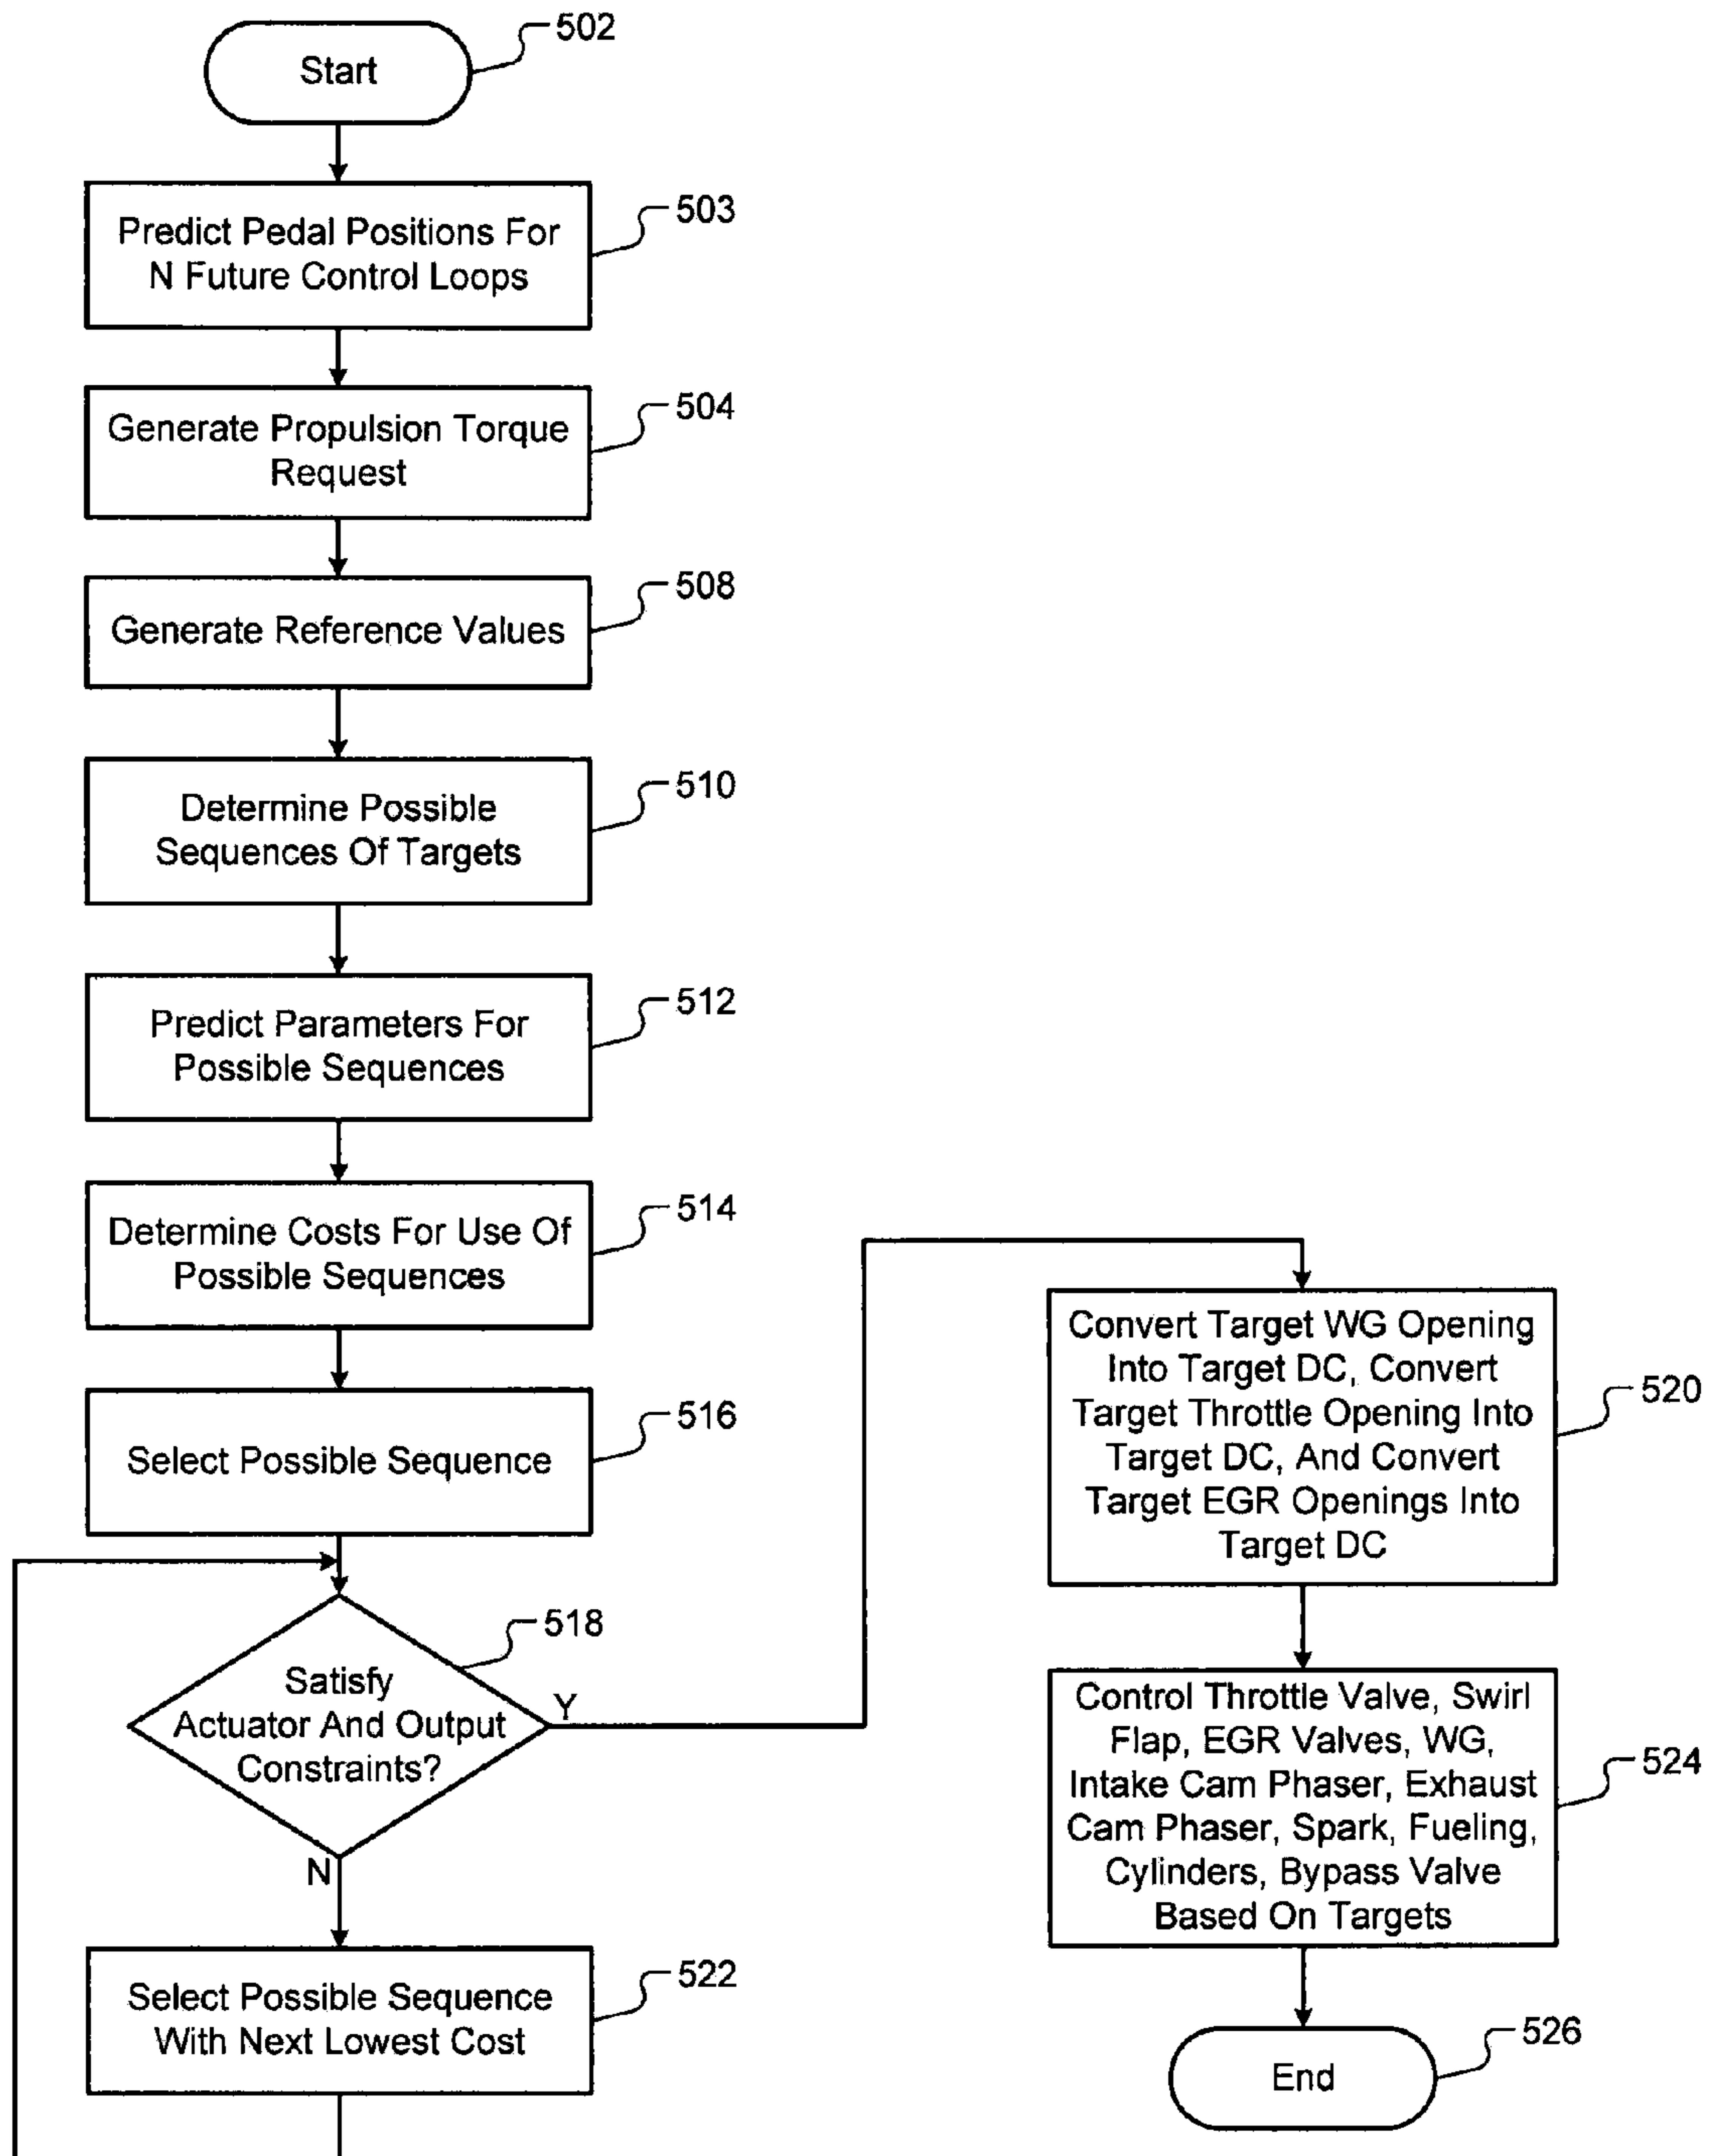 502
Start
503
Predict Pedal Positions For
N Future Control Loops
504
Generate Propulsion Torque
Request
508
Generate Reference Values
510
Determine Possible
Sequences Of Targets
512
Predict Parameters For
Possible Sequences
514
Determine Costs For Use Of
Possible Sequences
516
Select Possible Sequence
518
Satisfy
Actuator And Output
Constraints?
Y
N
522
Select Possible Sequence
With Next Lowest Cost
Convert Target WG Opening
Into Target DC, Convert
Target Throttle Opening Into
Target DC, And Convert
Target EGR Openings Into
Target DC
520
Control Throttle Valve, Swirl
Flap, EGR Valves, WG,
Intake Cam Phaser, Exhaust
Cam Phaser, Spark, Fueling,
Cylinders, Bypass Valve
Based On Targets
524
526
End